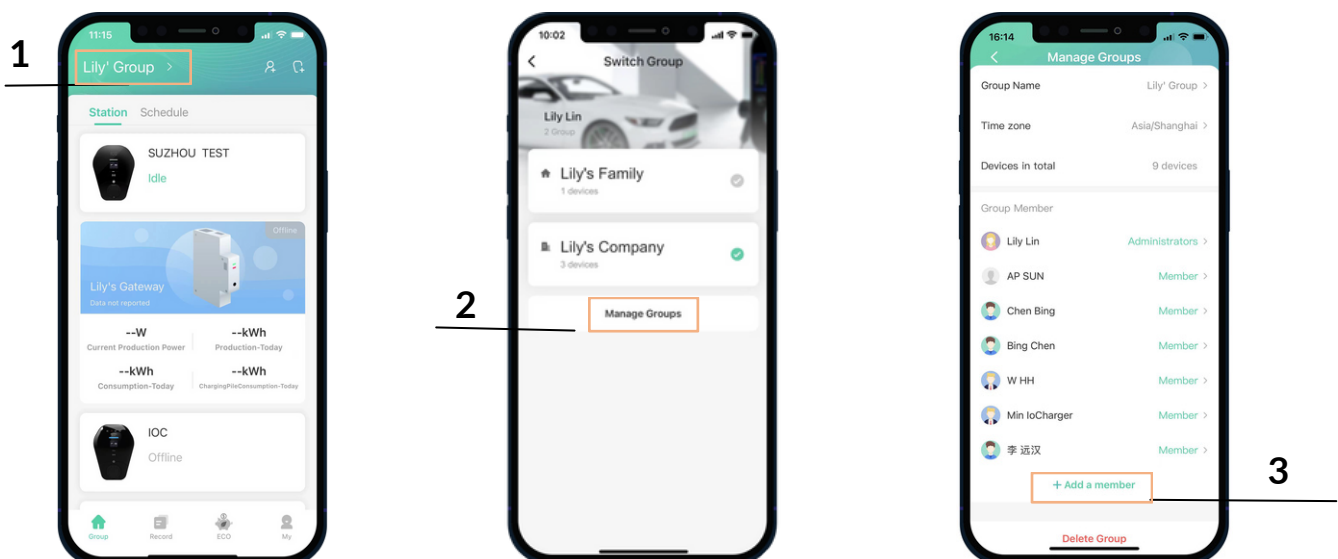 1
11:15
Lily' Group >
Station Schedule
SUZHOU TEST
Idle
Offline
Lily's Gateway
Data not reported
--W --kWh
Current Production Power Production-Today
--kWh --kWh
Consumption-Today ChargingPileConsumption-Today
IOC
Offline
Group Record ECO My
2
10:02
Switch Group
Lily Lin
2 Group
Lily's Family
1 devices
Lily's Company
3 devices
Manage Groups
3
16:14
Manage Groups
Group Name Lily' Group >
Time zone Asia/Shanghai >
Devices in total 9 devices
Group Member
Lily Lin Administrators >
AP SUN Member >
Chen Bing Member >
Bing Chen Member >
W HH Member >
Min IoCharger Member >
李 远汉 Member >
+ Add a member
Delete Group